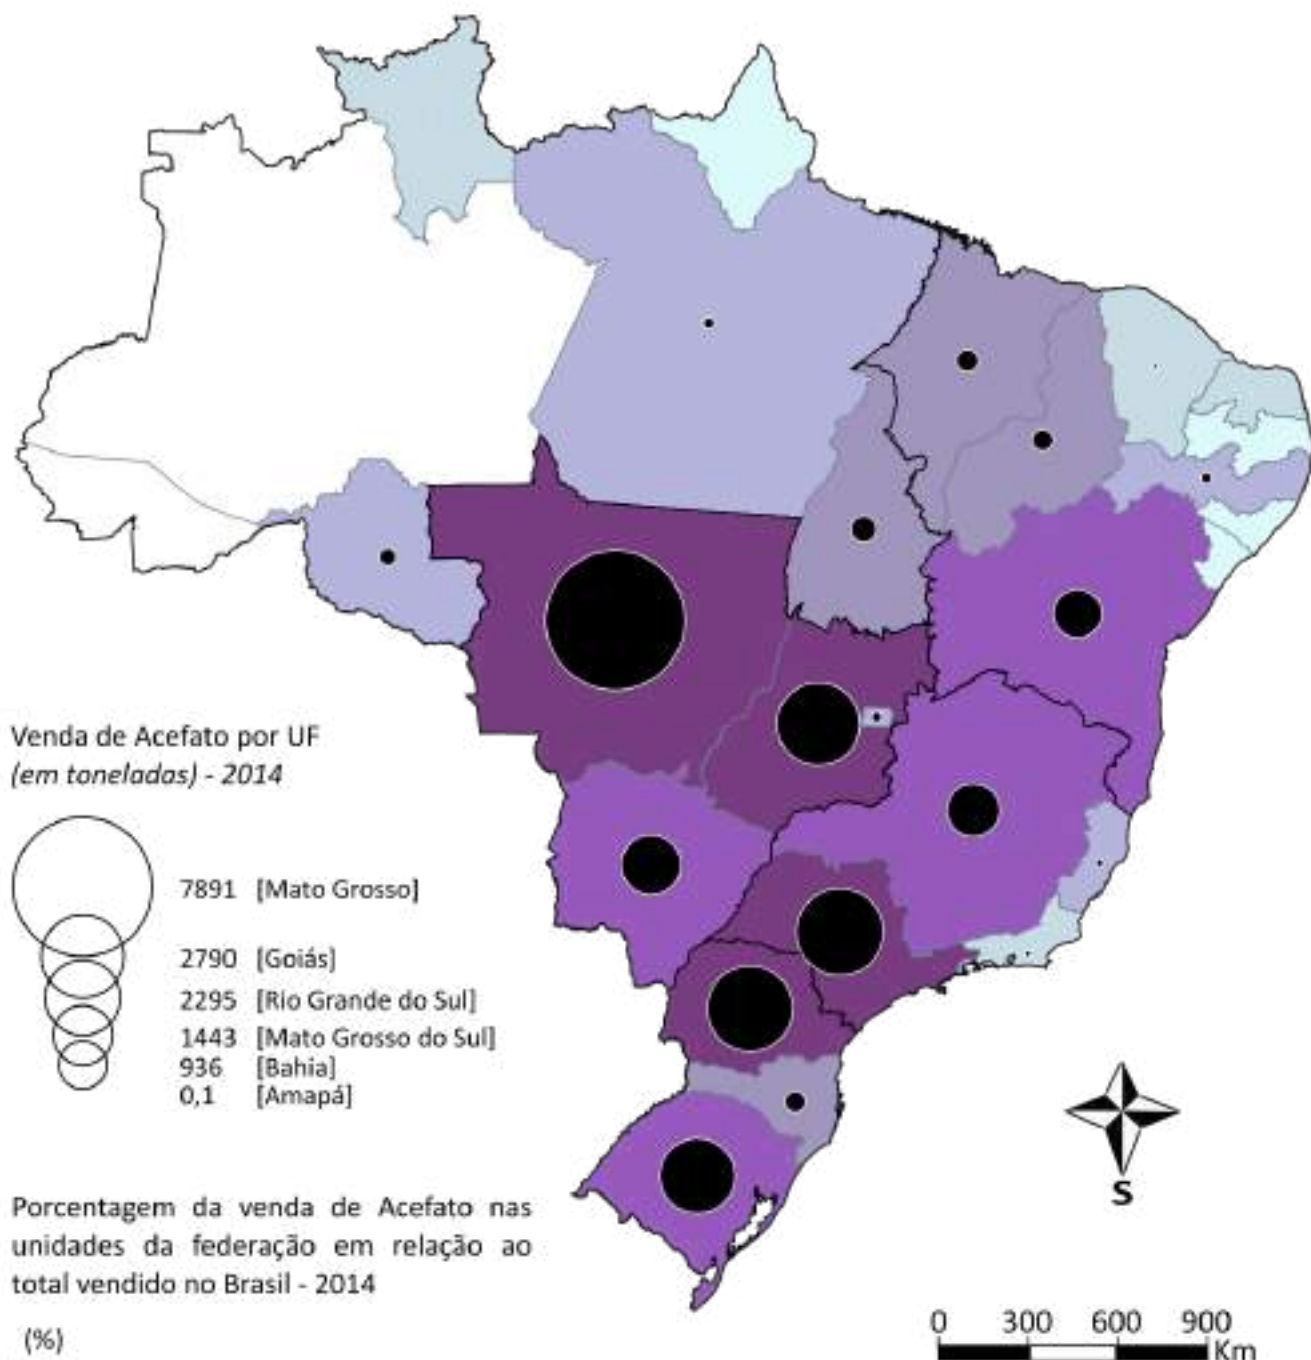 Venda de Acefato por UF
(em toneladas) - 2014
7891 [Mato Grosso]
2790 [Goiás]
2295 [Rio Grande do Sul]
1443 [Mato Grosso do Sul]
936 [Bahia]
0,1 [Amapá]
S
Porcentagem da venda de Acefato nas
unidades da federação em relação ao
total vendido no Brasil - 2014
(%)
0 300 600 900
Km